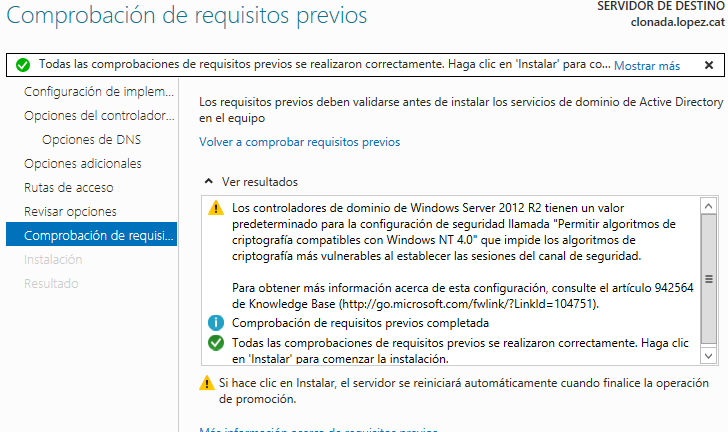 Comprobación de requisitos previos
SERVIDOR DE DESTINO
clonada.lopez.cat
Todas las comprobaciones de requisitos previos se realizaron correctamente. Haga clic en 'Instalar' para co... Mostrar más
Configuración de implem...
Opciones del controlador...
Opciones de DNS
Opciones adicionales
Rutas de acceso
Revisar opciones
Comprobación de requisi...
Instalación
Resultado
Los requisitos previos deben validarse antes de instalar los servicios de dominio de Active Directory
en el equipo
Volver a comprobar requisitos previos
Ver resultados
Los controladores de dominio de Windows Server 2012 R2 tienen un valor
predeterminado para la configuración de seguridad llamada "Permitir algoritmos de
criptografía compatibles con Windows NT 4.0" que impide los algoritmos de
criptografía más vulnerables al establecer las sesiones del canal de seguridad.
Para obtener más información acerca de esta configuración, consulte el artículo 942564
de Knowledge Base (http://go.microsoft.com/fwlink/?LinkId=104751).
Comprobación de requisitos previos completada
Todas las comprobaciones de requisitos previos se realizaron correctamente. Haga clic
en 'Instalar' para comenzar la instalación.
Si hace clic en Instalar, el servidor se reiniciará automáticamente cuando finalice la operación
de promoción.
Más información acerca de requisitos previos